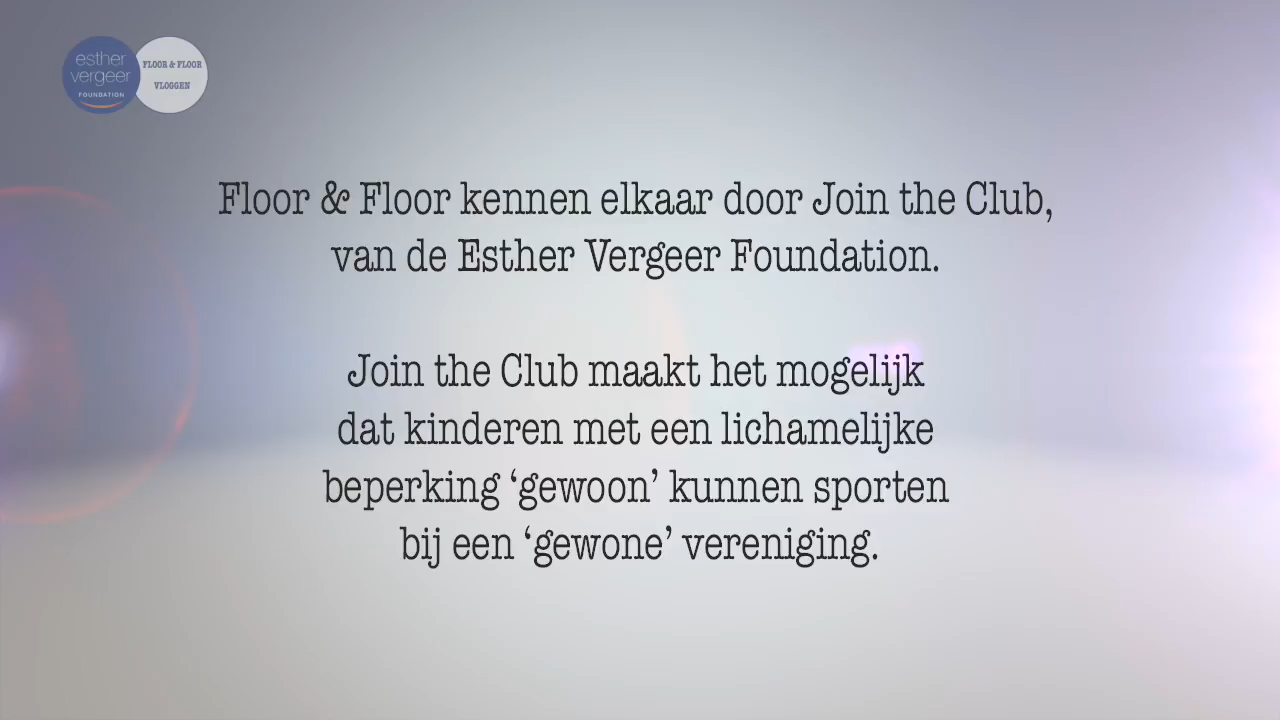 esther
vergeer
FOUNDATION
FLOOR & FLOOR
VLOGGEN
Floor & Floor kennen elkaar door Join the Club,
van de Esther Vergeer Foundation.
Join the Club maakt het mogelijk
dat kinderen met een lichamelijke
beperking ‘gewoon’ kunnen sporten
bij een ‘gewone’ vereniging.